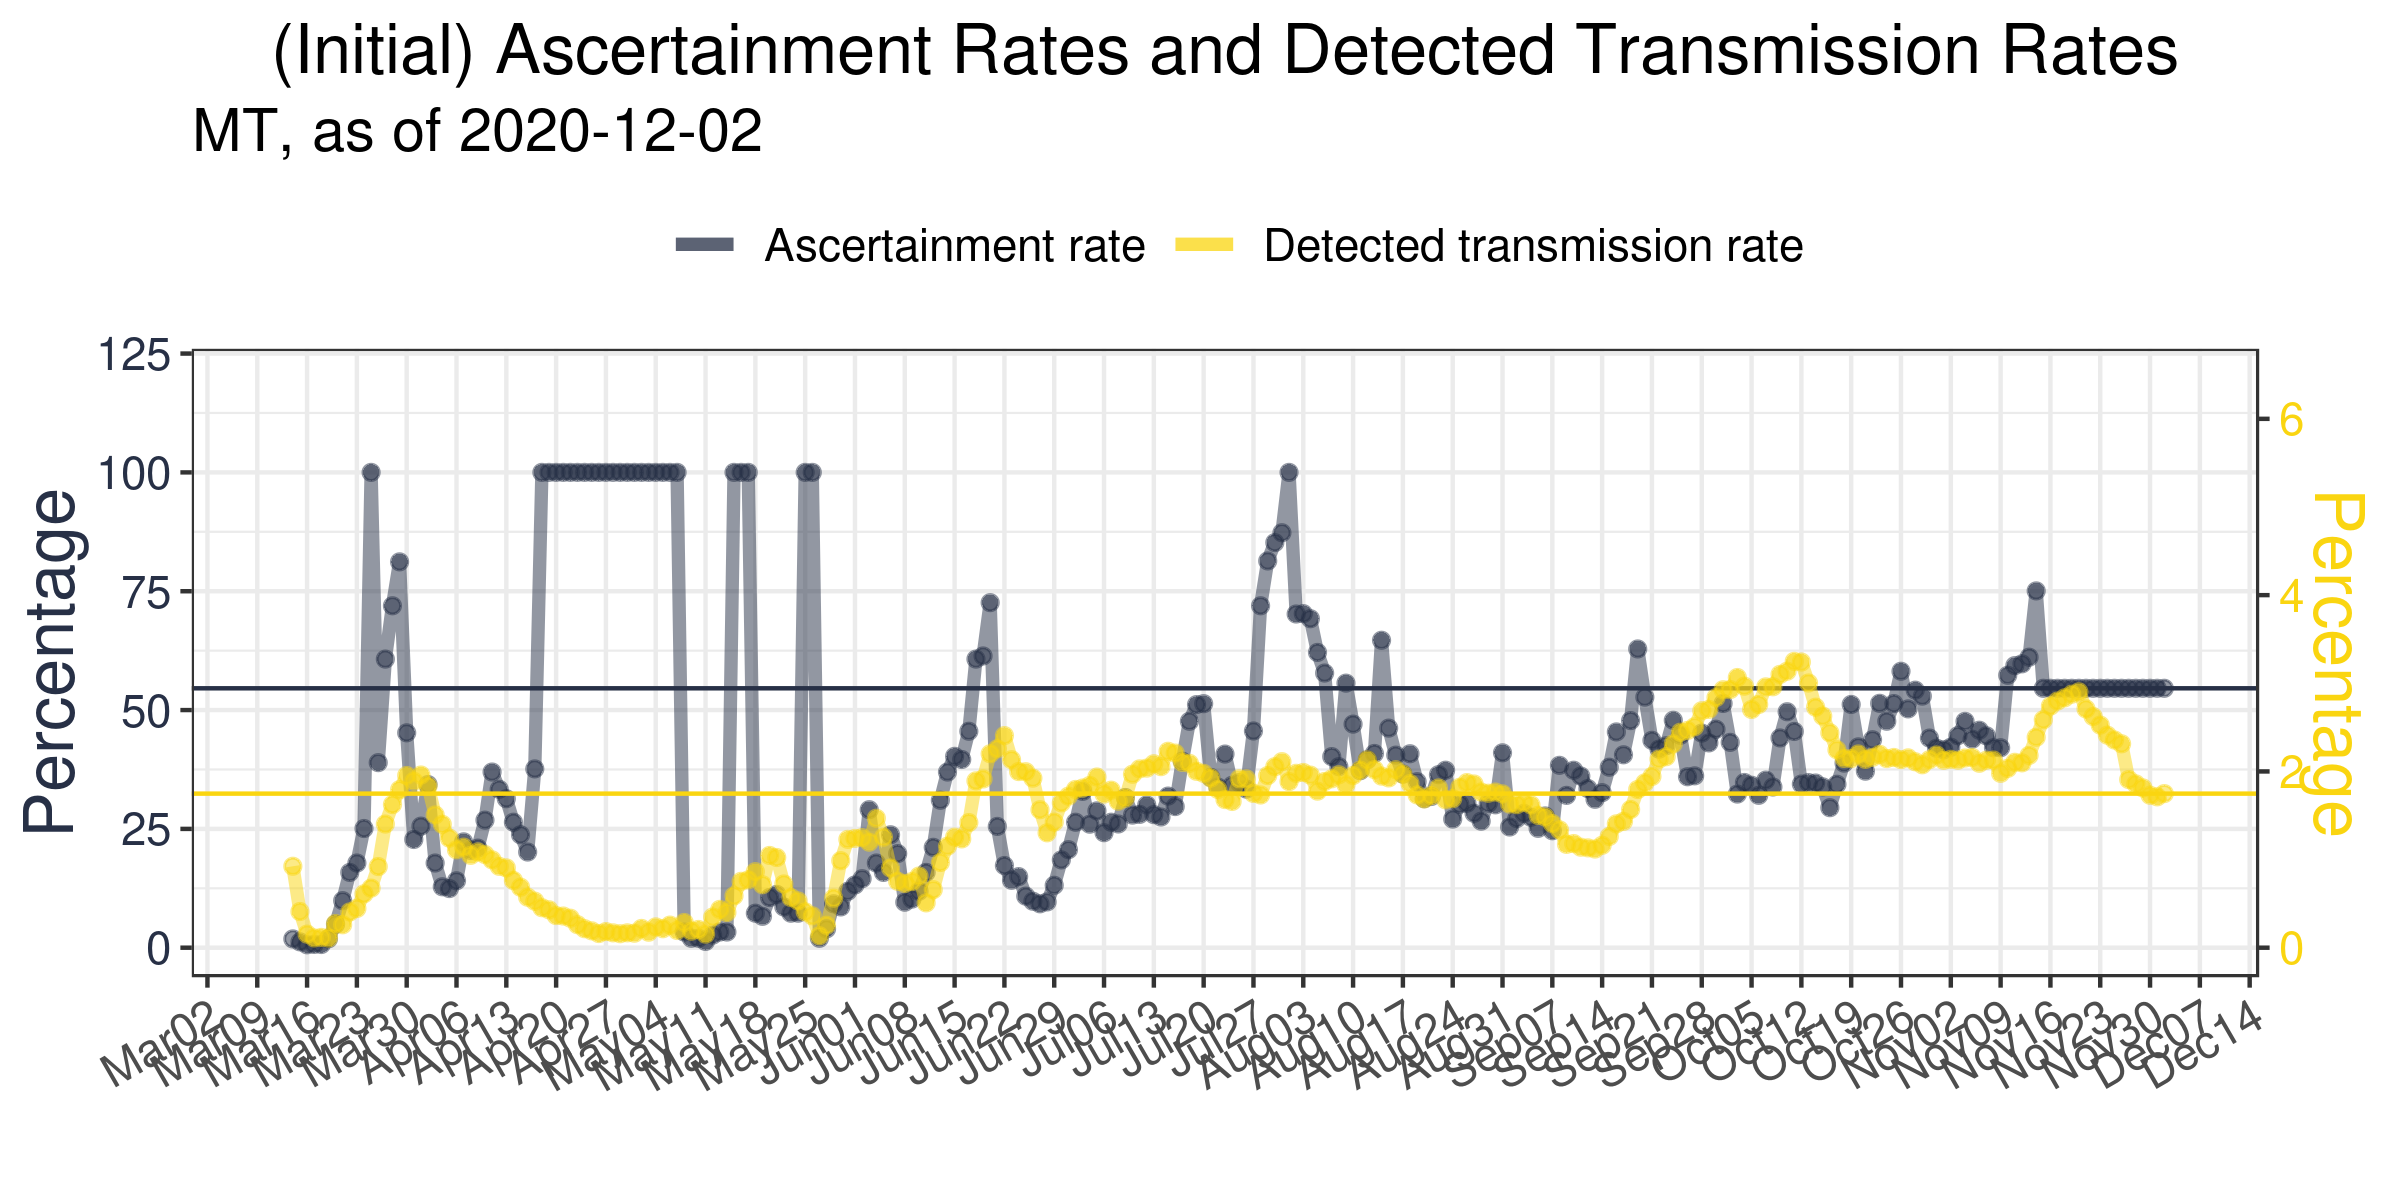 (Initial) Ascertainment Rates and Detected Transmission Rates
MT, as of 2020-12-02
Ascertainment rate
Detected transmission rate
Percentage
125
100
75
50
25
0
6
4
2
0
Percentage
Mar02
Mar09
Mar16
Mar23
Mar30
Apr06
Apr13
Apr20
Apr27
May04
May11
May18
May25
Jun01
Jun08
Jun15
Jun22
Jun29
Jul06
Jul13
Jul20
Jul27
Aug03
Aug10
Aug17
Aug24
Aug31
Sep07
Sep14
Sep21
Sep28
Oct05
Oct12
Oct19
Oct26
Nov02
Nov09
Nov16
Nov23
Nov30
Dec07
Dec14